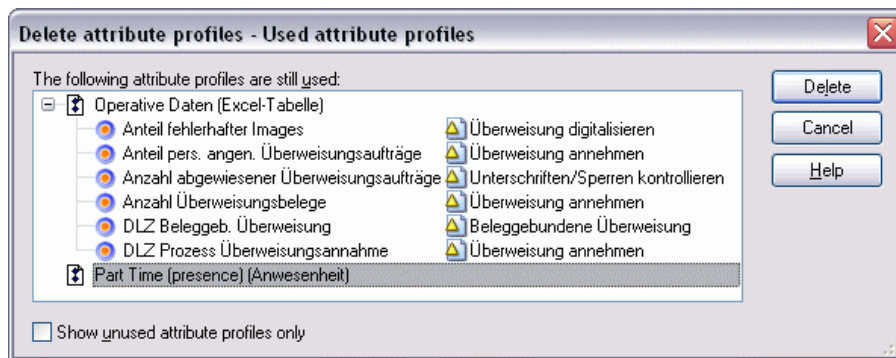 Delete attribute profiles - Used attribute profiles
The following attribute profiles are still used:
Operative Daten (Excel-Tabelle)
Anteil fehlerhafter Images Überweisung digitalisieren
Anteil pers. angen. Überweisungsaufträge Überweisung annehmen
Anzahl abgewiesener Überweisungsaufträge Unterschriften/Sperren kontrollieren
Anzahl Überweisungsbelege Überweisung annehmen
DLZ Beleggeb. Überweisung Beleggebundene Überweisung
DLZ Prozess Überweisungsannahme Überweisung annehmen
Part Time (presence) (Anwesenheit)
Show unused attribute profiles only
Delete
Cancel
Help